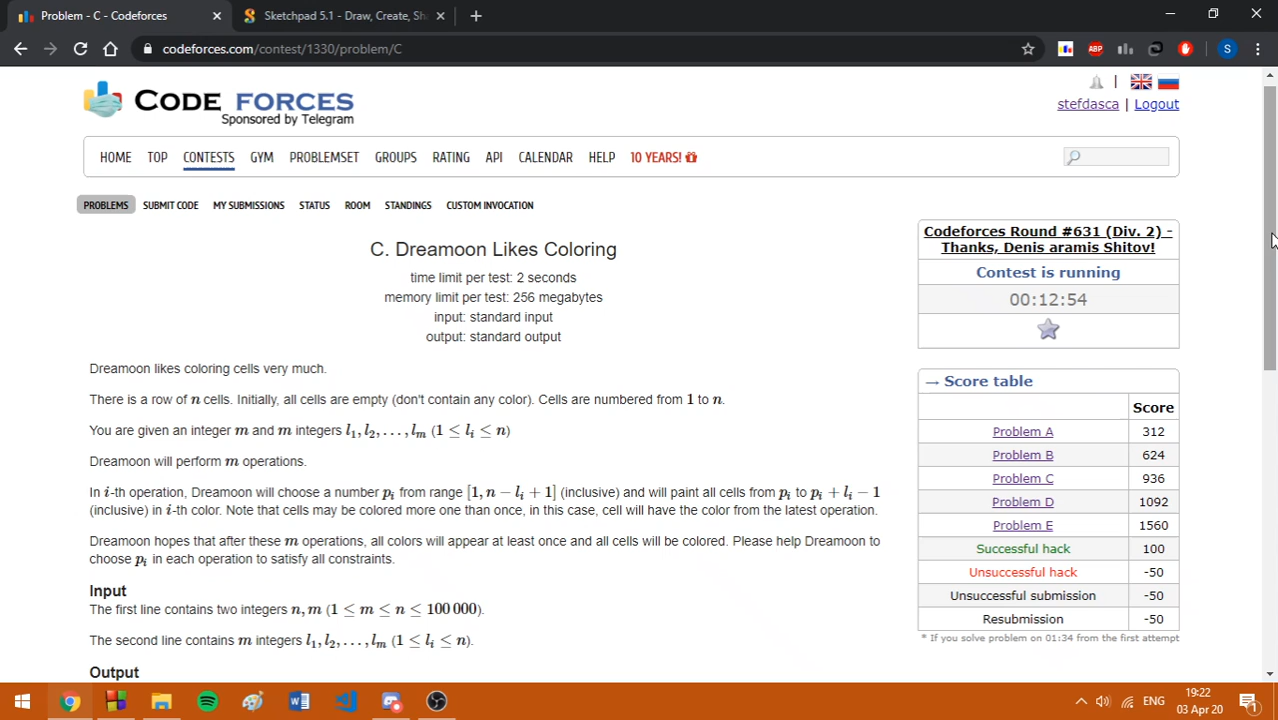 Problem - C - Codeforces
Sketchpad 5.1 - Draw, Create, Sha
codeforces.com/contest/1330/problem/C
ABP
S
CODE FORCES
Sponsored by Telegram
stefdasca | Logout
HOME TOP CONTESTS GYM PROBLEMSET GROUPS RATING API CALENDAR HELP 10 YEARS!
PROBLEMS SUBMIT CODE MY SUBMISSIONS STATUS ROOM STANDINGS CUSTOM INVOCATION
C. Dreamoon Likes Coloring
time limit per test: 2 seconds
memory limit per test: 256 megabytes
input: standard input
output: standard output
Dreamoon likes coloring cells very much.
There is a row of n cells. Initially, all cells are empty (don't contain any color). Cells are numbered from 1 to n.
You are given an integer m and m integers l₁, l₂, . . . , lₘ (1 ≤ lᵢ ≤ n)
Dreamoon will perform m operations.
In i-th operation, Dreamoon will choose a number pᵢ from range [1, n − lᵢ + 1] (inclusive) and will paint all cells from pᵢ to pᵢ + lᵢ − 1
(inclusive) in i-th color. Note that cells may be colored more one than once, in this case, cell will have the color from the latest operation.
Dreamoon hopes that after these m operations, all colors will appear at least once and all cells will be colored. Please help Dreamoon to
choose pᵢ in each operation to satisfy all constraints.
Input
The first line contains two integers n, m (1 ≤ m ≤ n ≤ 100 000).
The second line contains m integers l₁, l₂, . . . , lₘ (1 ≤ lᵢ ≤ n).
Output
Codeforces Round #631 (Div. 2) -
Thanks, Denis aramis Shitov!
Contest is running
00:12:54
→ Score table
Score
Problem A 312
Problem B 624
Problem C 936
Problem D 1092
Problem E 1560
Successful hack 100
Unsuccessful hack -50
Unsuccessful submission -50
Resubmission -50
* If you solve problem on 01:34 from the first attempt
ENG
19:22
03 Apr 20
1